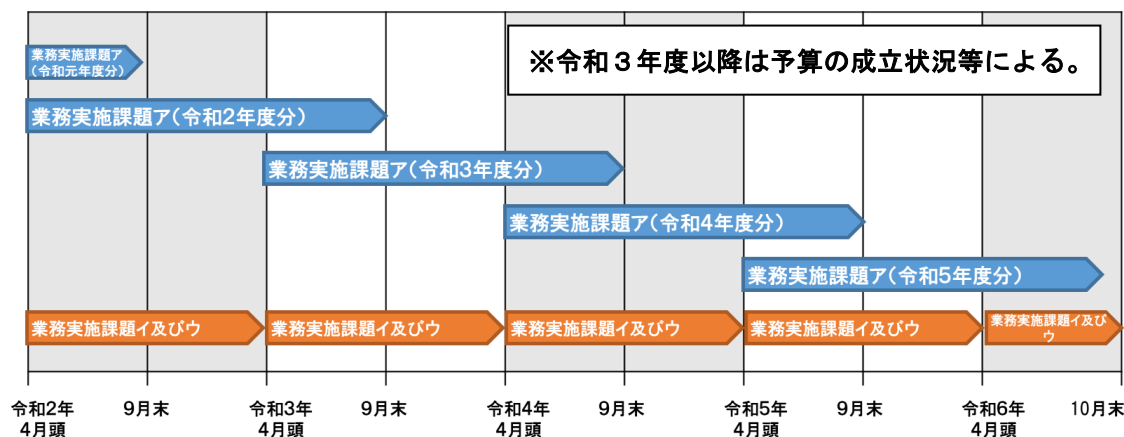 業務実施課題ア
（令和元年度分）
※令和３年度以降は予算の成立状況等による。
業務実施課題ア（令和2年度分）
業務実施課題ア（令和3年度分）
業務実施課題ア（令和4年度分）
業務実施課題ア（令和5年度分）
業務実施課題イ及びウ
業務実施課題イ及びウ
業務実施課題イ及びウ
業務実施課題イ及びウ
業務実施課題イ及び
ウ
令和2年
4月頭
9月末
令和3年
4月頭
9月末
令和4年
4月頭
9月末
令和5年
4月頭
9月末
令和6年
4月頭
10月末